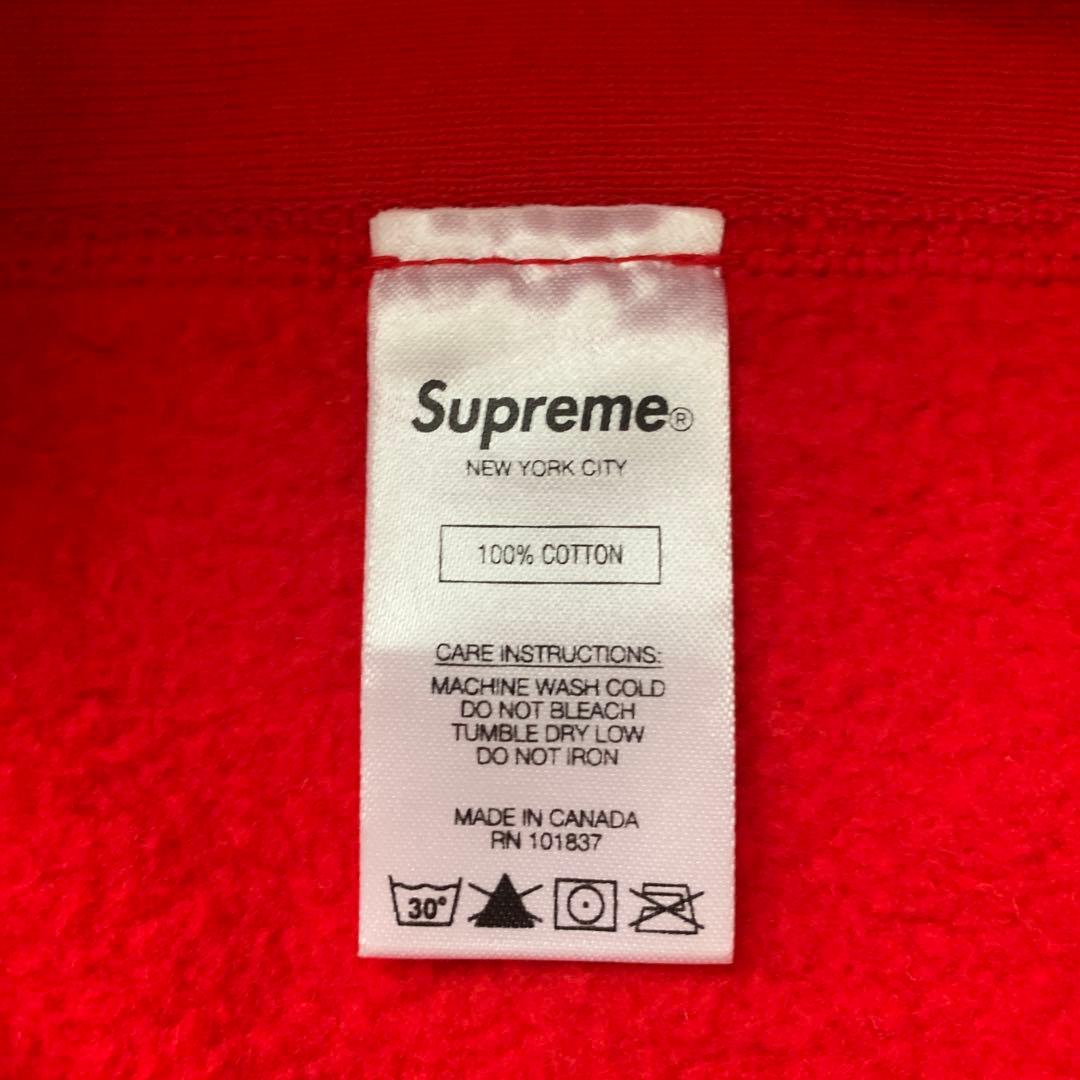 Supreme®
NEW YORK CITY
100% COTTON
CARE INSTRUCTIONS:
MACHINE WASH COLD
DO NOT BLEACH
TUMBLE DRY LOW
DO NOT IRON
MADE IN CANADA
RN 101837
30°